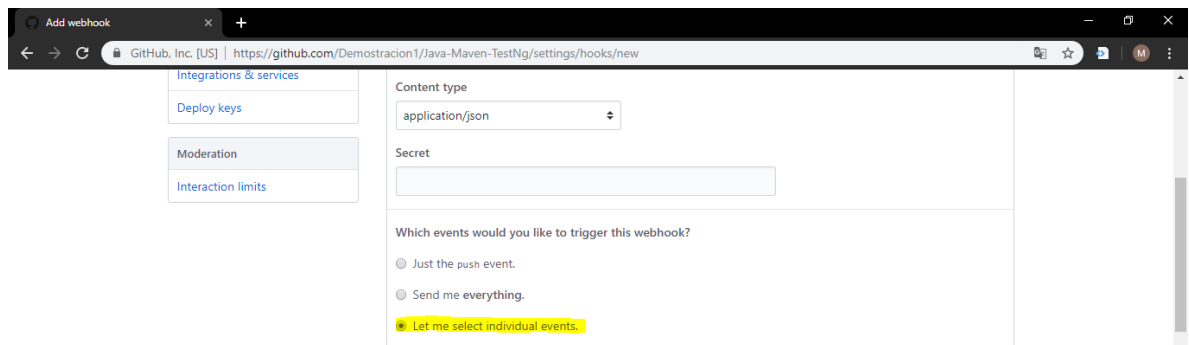 Add webhook
GitHub, Inc. [US] | https://github.com/Demostracion1/Java-Maven-TestNg/settings/hooks/new
M
Integrations & services
Deploy keys
Moderation
Interaction limits
Content type
application/json
Secret
Which events would you like to trigger this webhook?
Just the push event.
Send me everything.
Let me select individual events.